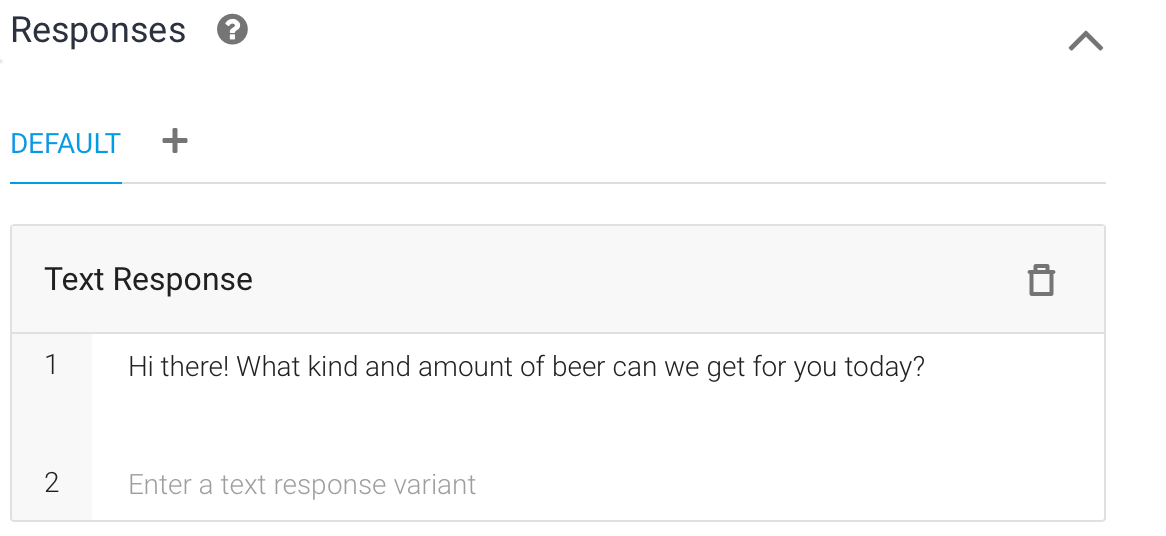 Responses ?
DEFAULT +
Text Response
1 Hi there! What kind and amount of beer can we get for you today?
2 Enter a text response variant